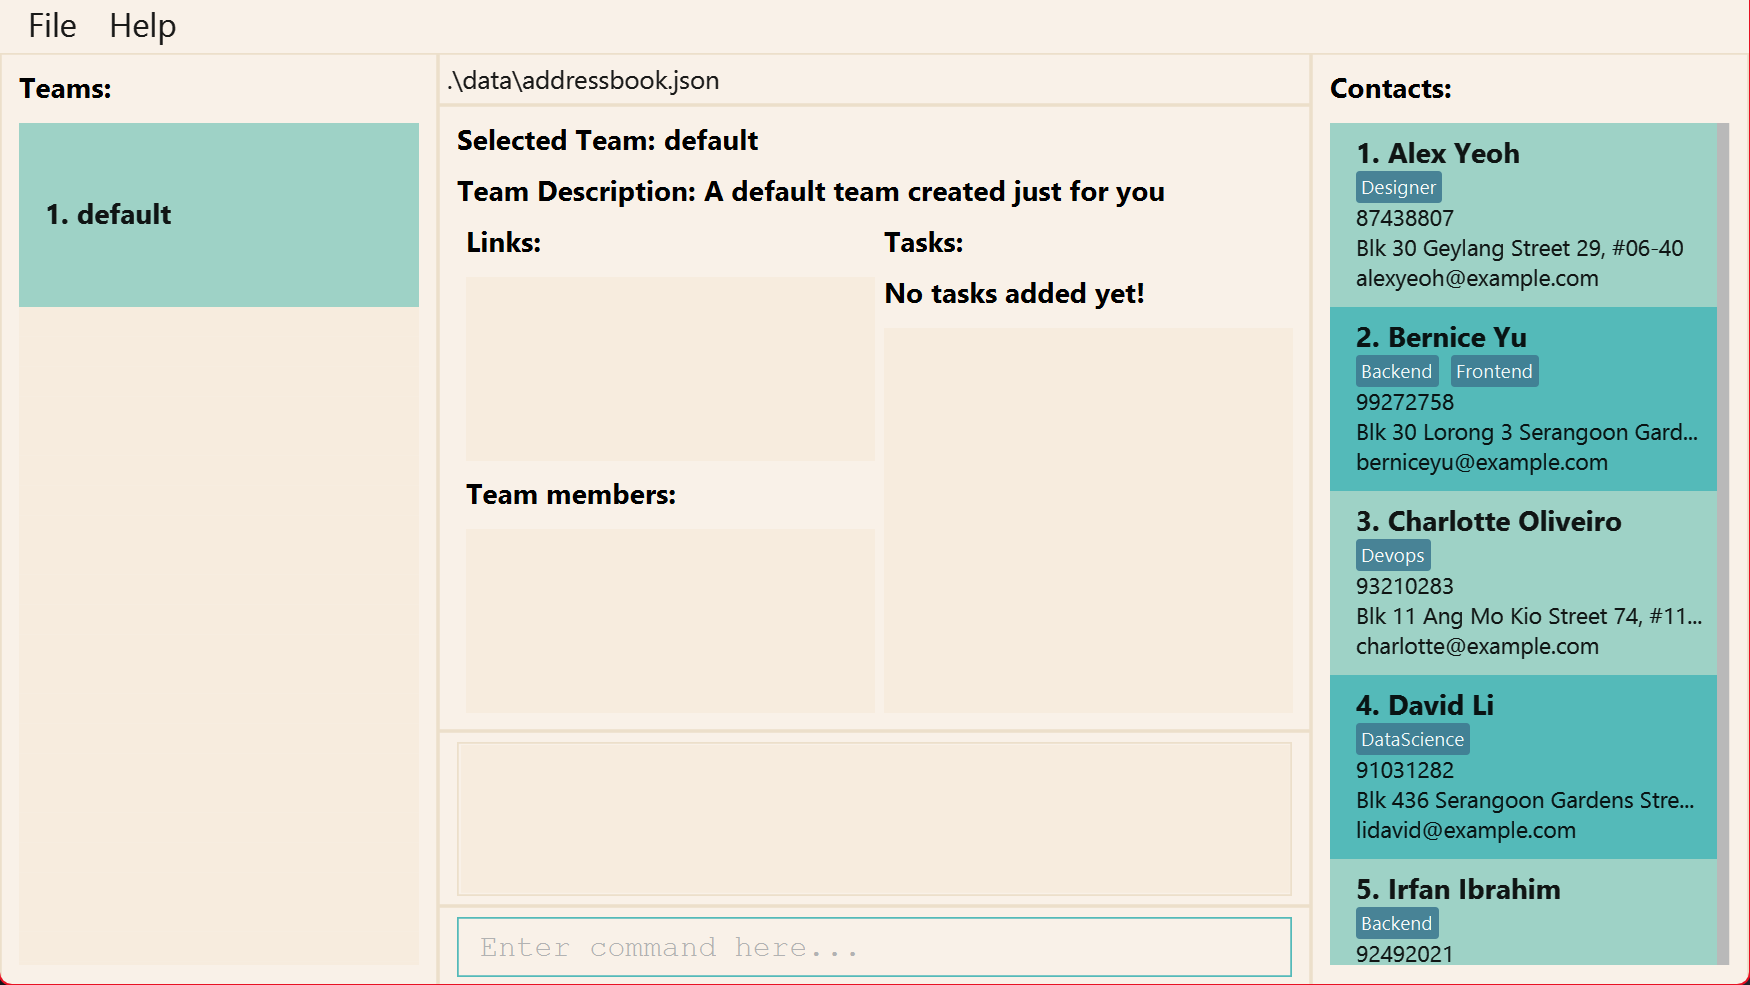 File Help
Teams:
1. default
.\data\addressbook.json
Selected Team: default
Team Description: A default team created just for you
Links:
Tasks:
No tasks added yet!
Team members:
Enter command here...
Contacts:
1. Alex Yeoh
Designer
87438807
Blk 30 Geylang Street 29, #06-40
alexyeoh@example.com
2. Bernice Yu
Backend Frontend
99272758
Blk 30 Lorong 3 Serangoon Gard...
berniceyu@example.com
3. Charlotte Oliveiro
Devops
93210283
Blk 11 Ang Mo Kio Street 74, #11...
charlotte@example.com
4. David Li
DataScience
91031282
Blk 436 Serangoon Gardens Stre...
lidavid@example.com
5. Irfan Ibrahim
Backend
92492021